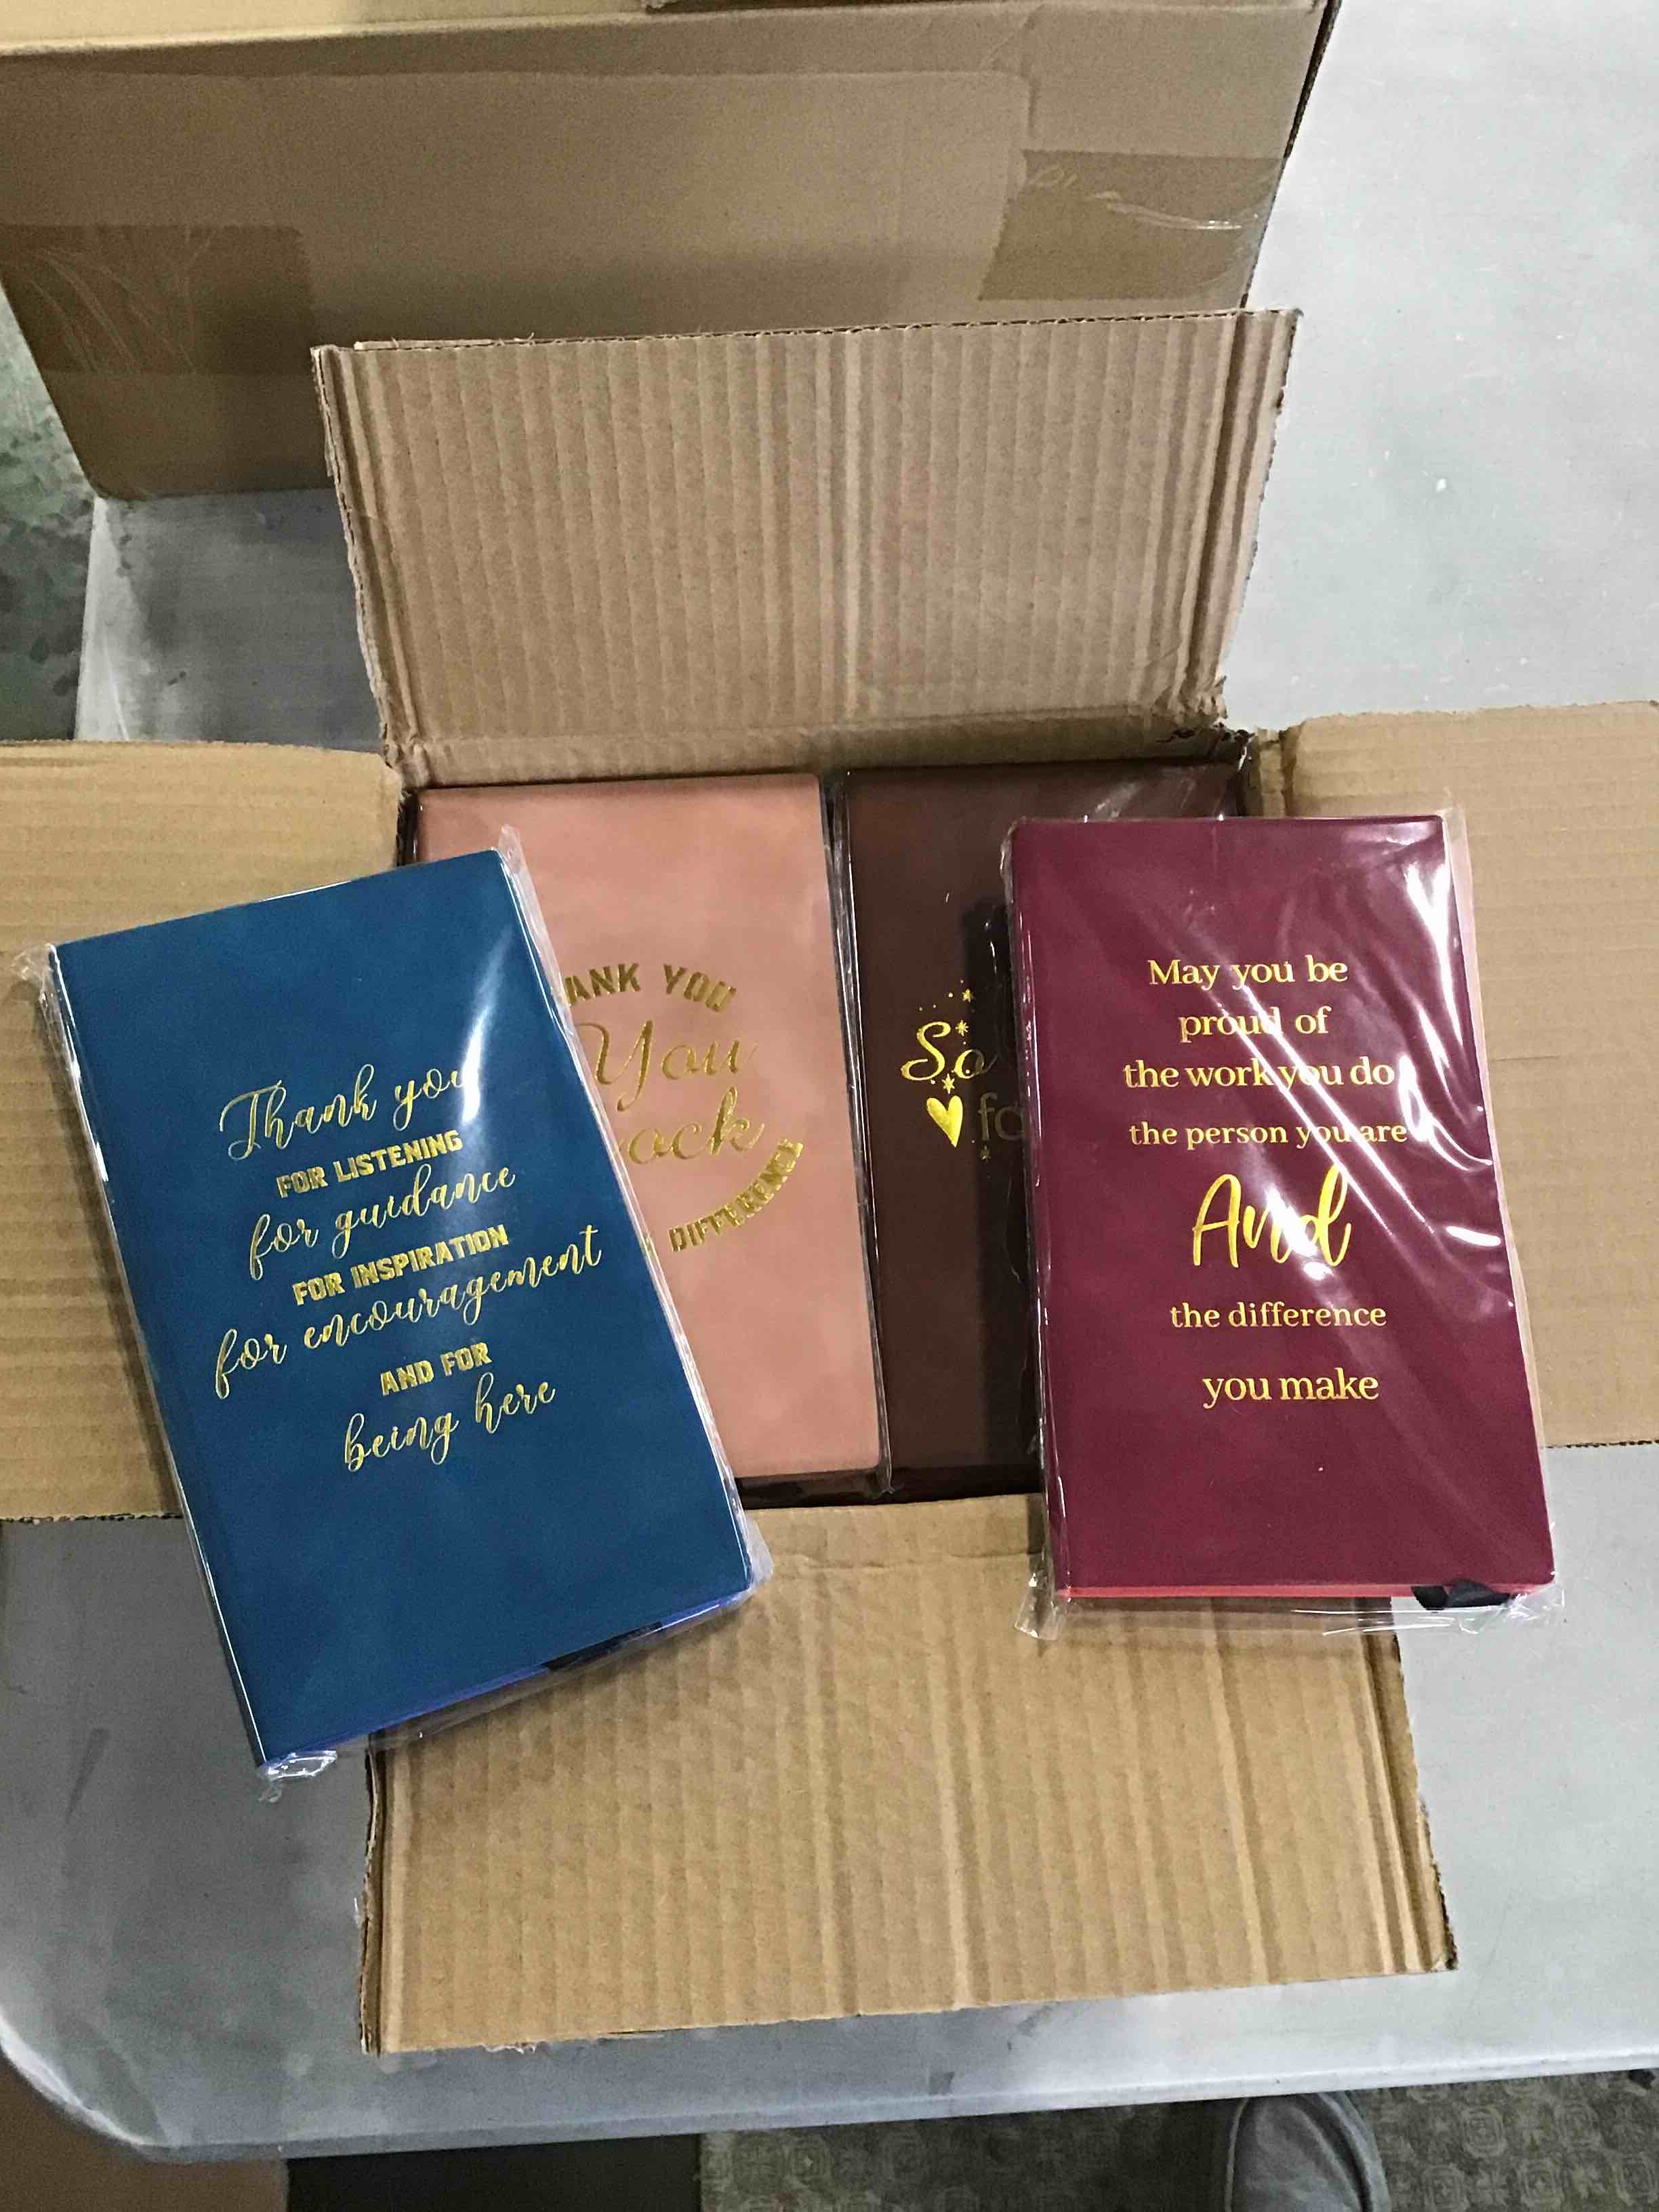 Thank you
FOR LISTENING
for guidance
FOR INSPIRATION
for encouragement
AND FOR
being here
ANK YOU
You
ock
DIFFERENCE
So
fo
May you be
proud of
the work you do
the person you are
And
the difference
you make